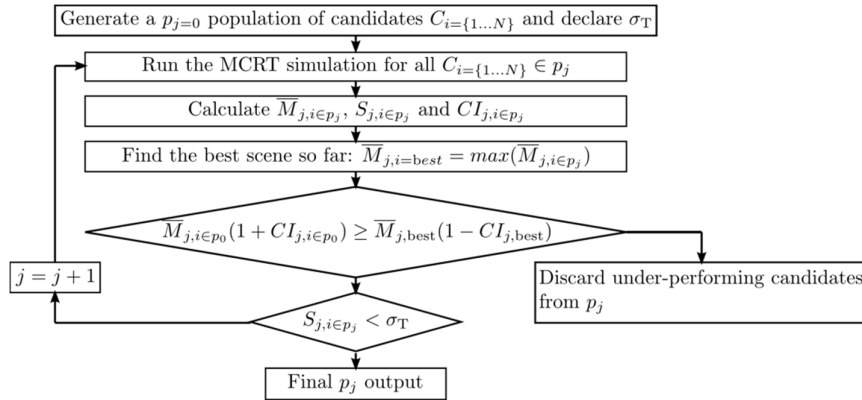 Generate a p_{j=0} population of candidates C_{i={1...N}} and declare σ_T
Run the MCRT simulation for all C_{i={1...N}} ∈ p_j
Calculate M̅_{j,i∈p_j}, S_{j,i∈p_j} and CI_{j,i∈p_j}
Find the best scene so far: M̅_{j,i=best} = max(M̅_{j,i∈p_j})
M̅_{j,i∈p_0}(1 + CI_{j,i∈p_0}) ≥ M̅_{j,best}(1 − CI_{j,best})
j = j + 1
Discard under-performing candidates
from p_j
S_{j,i∈p_j} < σ_T
Final p_j output